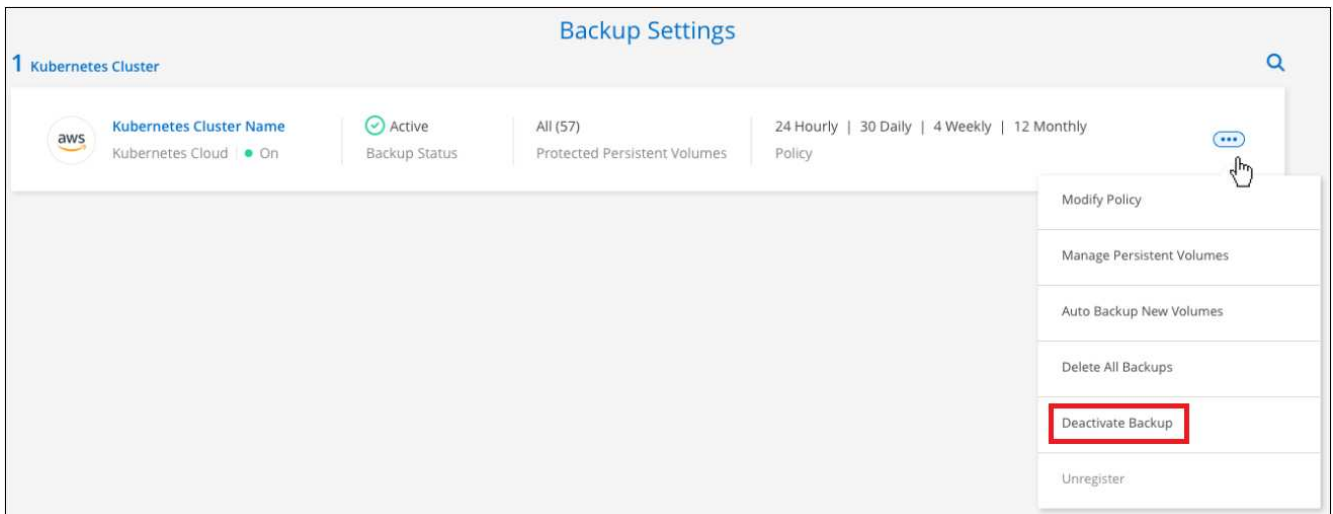 Backup Settings
1 Kubernetes Cluster
aws
Kubernetes Cluster Name
Kubernetes Cloud
On
Active
Backup Status
All (57)
Protected Persistent Volumes
24 Hourly | 30 Daily | 4 Weekly | 12 Monthly
Policy
Modify Policy
Manage Persistent Volumes
Auto Backup New Volumes
Delete All Backups
Deactivate Backup
Unregister